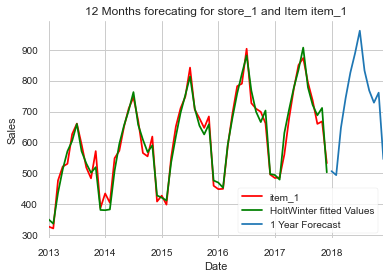 12 Months forecating for store_1 and Item item_1
Sales
900
800
700
600
500
400
300
item_1
HoltWinter fitted Values
1 Year Forecast
2013
2014
2015
2016
2017
2018
Date